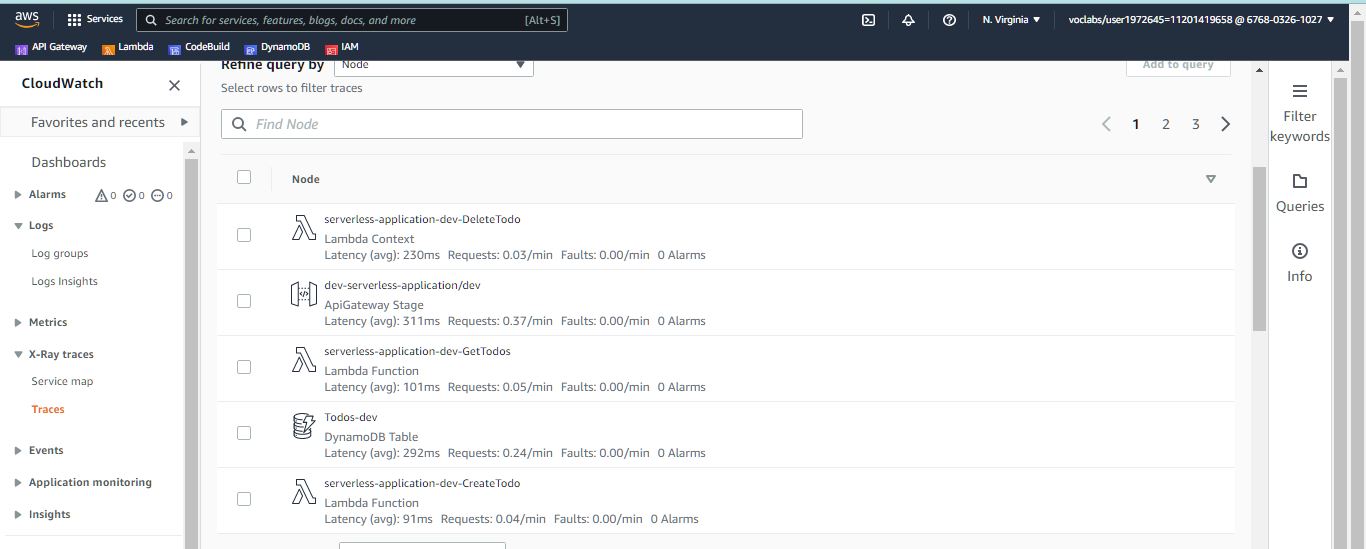 aws Services Search for services, features, blogs, docs, and more [Alt+S] N. Virginia voclabs/user1972645=11201419658 @ 6768-0326-1027
API Gateway Lambda CodeBuild DynamoDB IAM
CloudWatch
Favorites and recents
Dashboards
Alarms 0 0 0
Logs
Log groups
Logs Insights
Metrics
X-Ray traces
Service map
Traces
Events
Application monitoring
Insights
Refine query by Node Add to query
Select rows to filter traces
Find Node 1 2 3
Node
serverless-application-dev-DeleteTodo
Lambda Context
Latency (avg): 230ms Requests: 0.03/min Faults: 0.00/min 0 Alarms
dev-serverless-application/dev
ApiGateway Stage
Latency (avg): 311ms Requests: 0.37/min Faults: 0.00/min 0 Alarms
serverless-application-dev-GetTodos
Lambda Function
Latency (avg): 101ms Requests: 0.05/min Faults: 0.00/min 0 Alarms
Todos-dev
DynamoDB Table
Latency (avg): 292ms Requests: 0.24/min Faults: 0.00/min 0 Alarms
serverless-application-dev-CreateTodo
Lambda Function
Latency (avg): 91ms Requests: 0.04/min Faults: 0.00/min 0 Alarms
Filter
keywords
Queries
Info